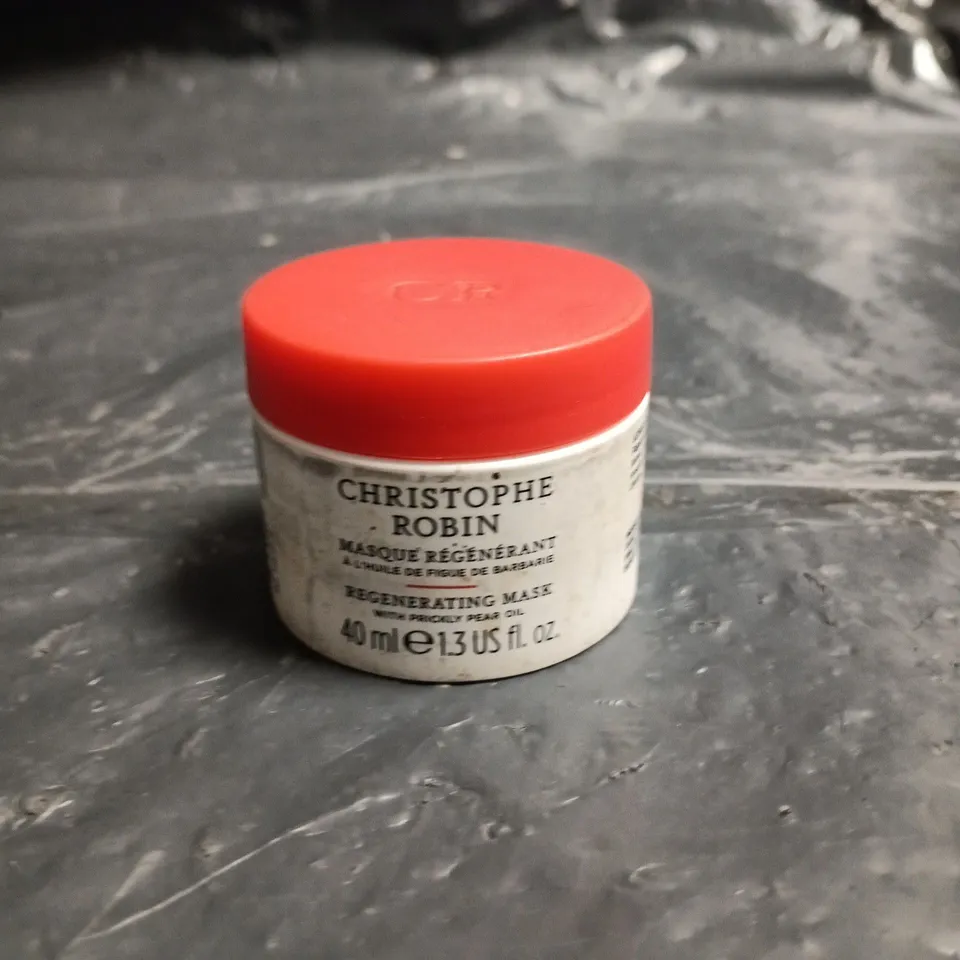 CR
CHRISTOPHE
ROBIN
MASQUE RÉGÉNÉRANT
À L'HUILE DE FIGUE DE BARBARIE
REGENERATING MASK
WITH PRICKLY PEAR OIL
40 ml e 1.3 US fl. oz.